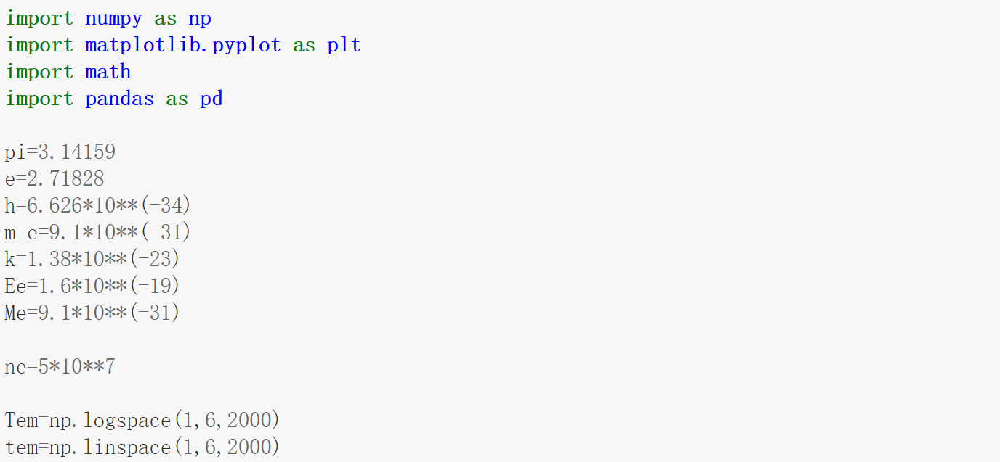 import numpy as np
import matplotlib.pyplot as plt
import math
import pandas as pd
pi=3.14159
e=2.71828
h=6.626*10**(-34)
m_e=9.1*10**(-31)
k=1.38*10**(-23)
Ee=1.6*10**(-19)
Me=9.1*10**(-31)
ne=5*10**7
Tem=np.logspace(1,6,2000)
tem=np.linspace(1,6,2000)